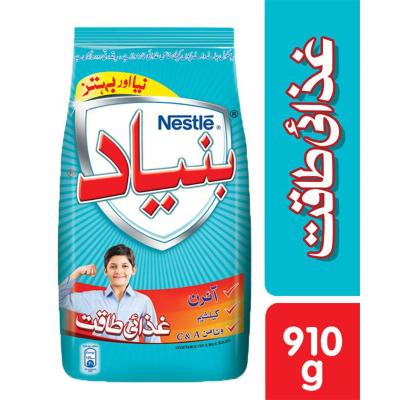 نیا اور بہتر
Nestlé®
بنیاد
آئرن
کیلشیم
وٹامن C & A
غذائی طاقت
غذائی طاقت
910
g